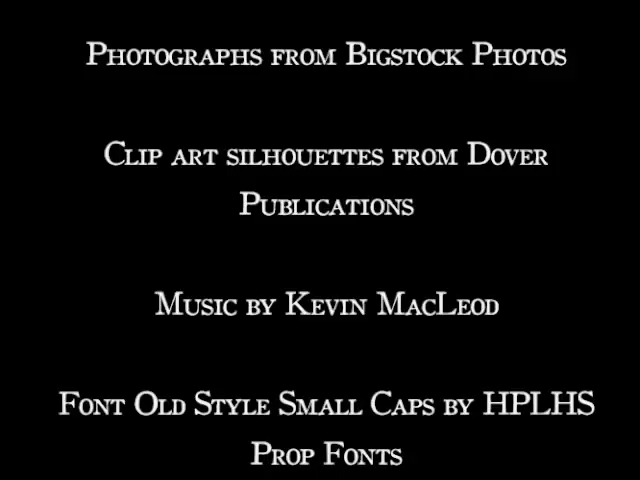 Photographs from Bigstock Photos
Clip art silhouettes from Dover
Publications
Music by Kevin MacLeod
Font Old Style Small Caps by HPLHS
Prop Fonts